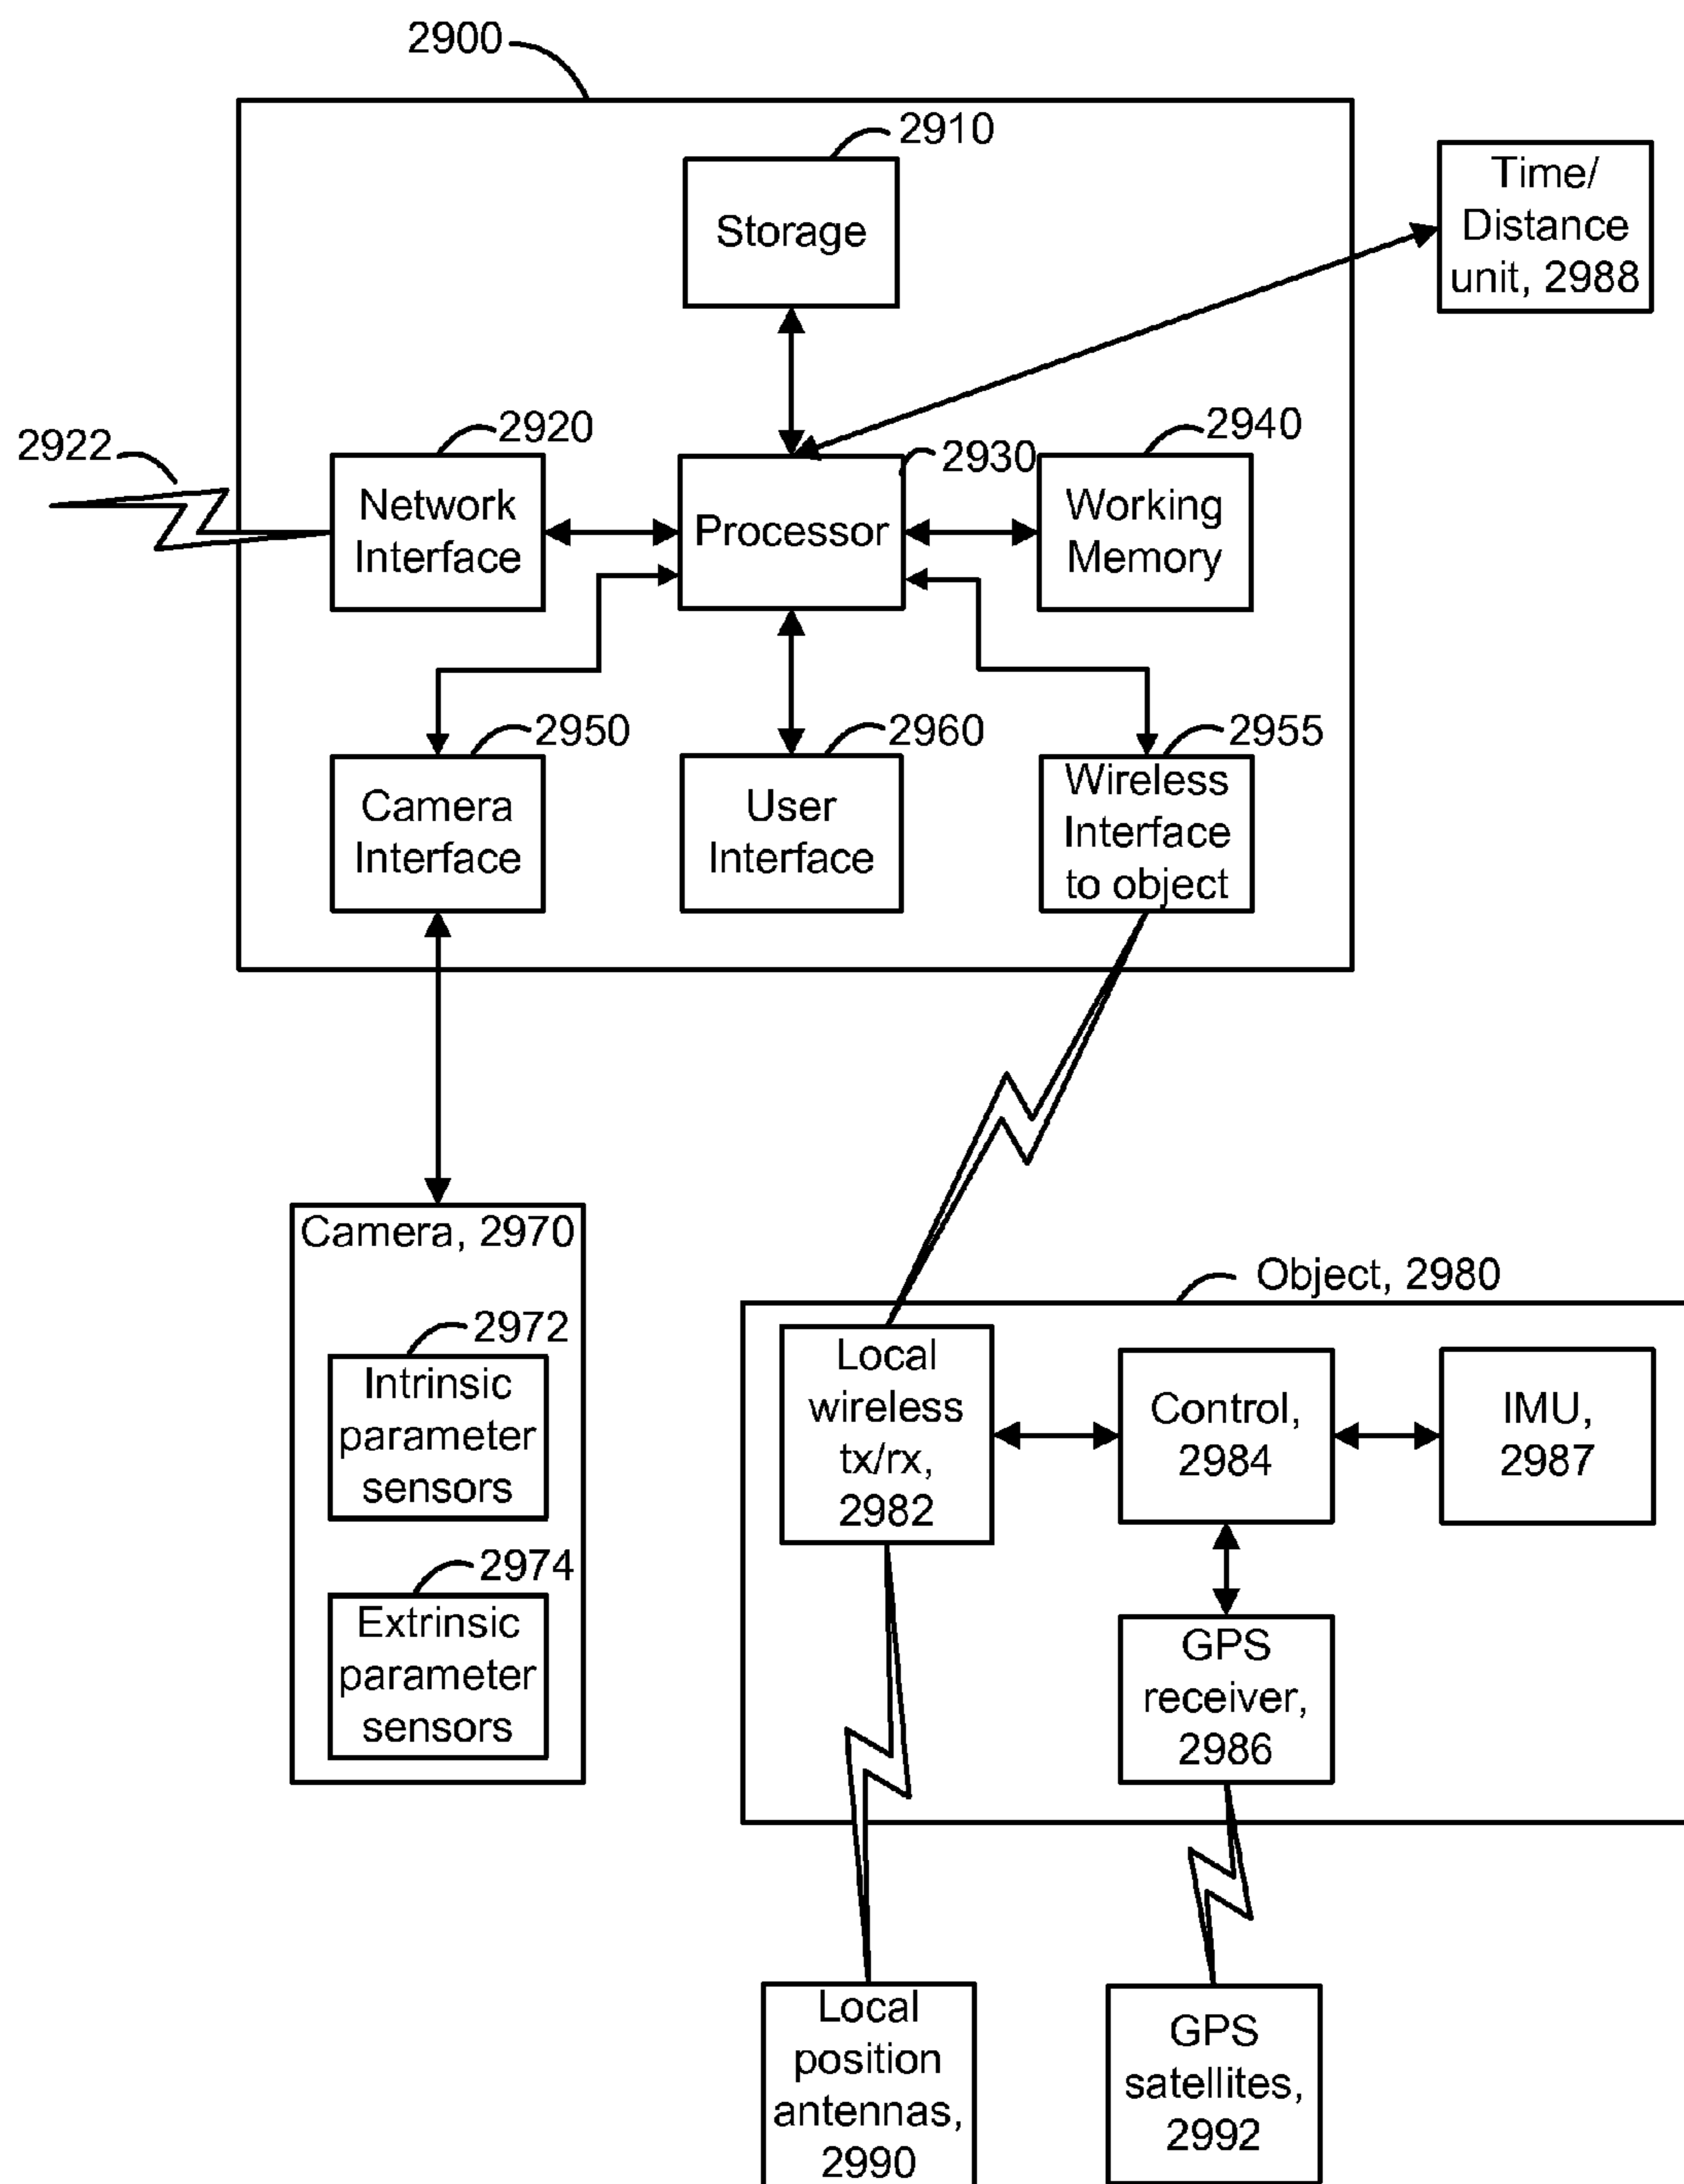 2900
2910
Storage
Time/
Distance
unit, 2988
2922
2920
Network
Interface
2930
Processor
2940
Working
Memory
2950
Camera
Interface
2960
User
Interface
2955
Wireless
Interface
to object
Camera, 2970
2972
Intrinsic
parameter
sensors
2974
Extrinsic
parameter
sensors
Object, 2980
Local
wireless
tx/rx,
2982
Control,
2984
IMU,
2987
GPS
receiver,
2986
Local
position
antennas,
2990
GPS
satellites,
2992